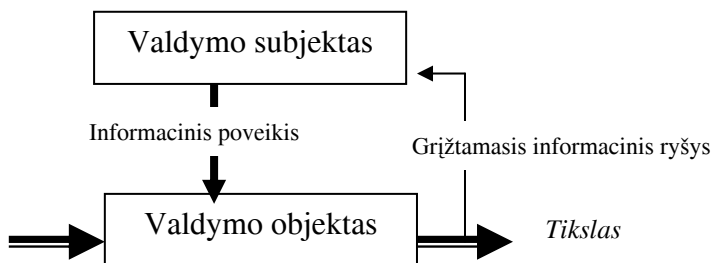 Valdymo subjektas
Informacinis poveikis
Grįžtamasis informacinis ryšys
Valdymo objektas
Tikslas